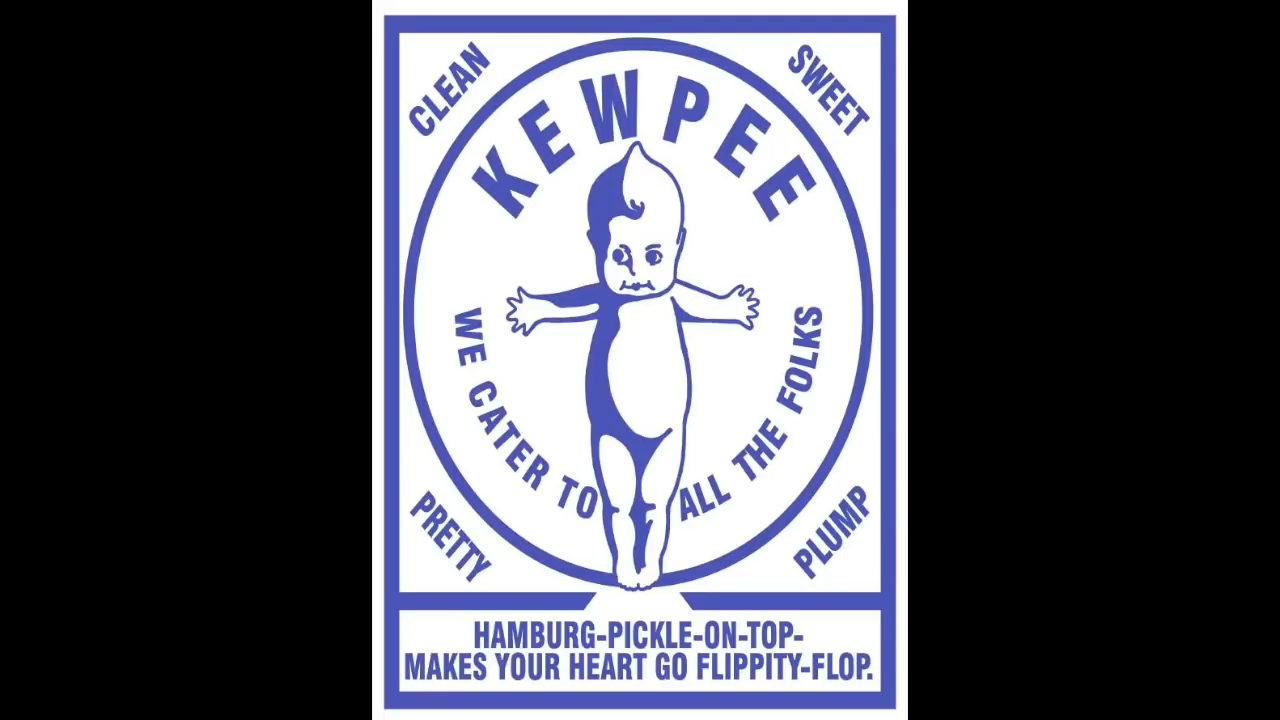 CLEAN
SWEET
KEWPEE
WE CATER TO ALL THE FOLKS
PRETTY
PLUMP
HAMBURG-PICKLE-ON-TOP-
MAKES YOUR HEART GO FLIPPITY-FLOP.